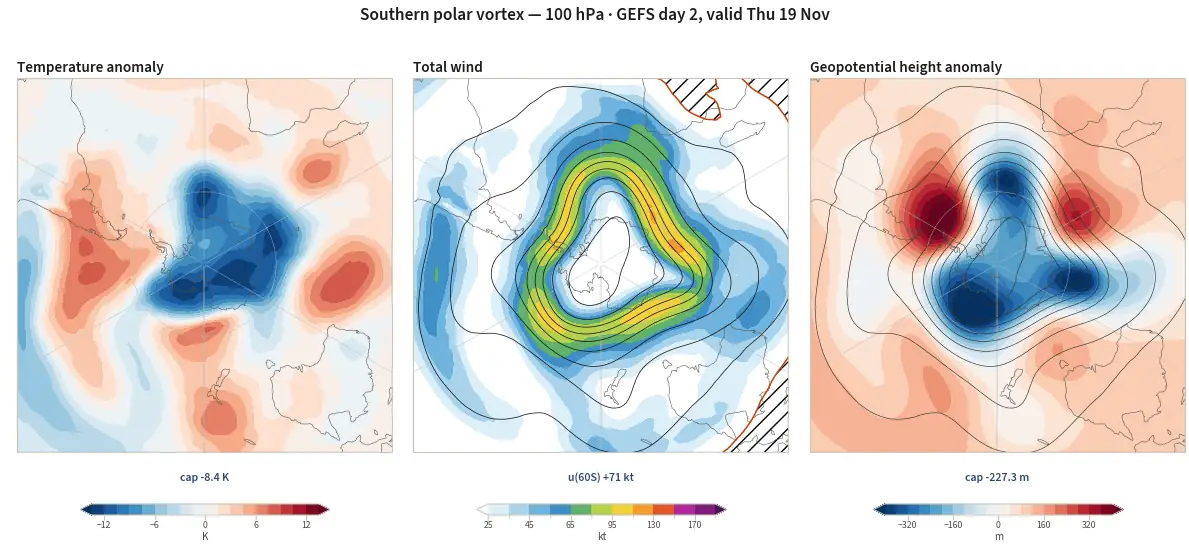 Southern polar vortex — 100 hPa · GEFS day 2, valid Thu 19 Nov
Temperature anomaly
Total wind
Geopotential height anomaly
cap -8.4 K
u(60S) +71 kt
cap -227.3 m
−12 −6 0 6 12
K
25 45 65 95 130 170
kt
−320 −160 0 160 320
m